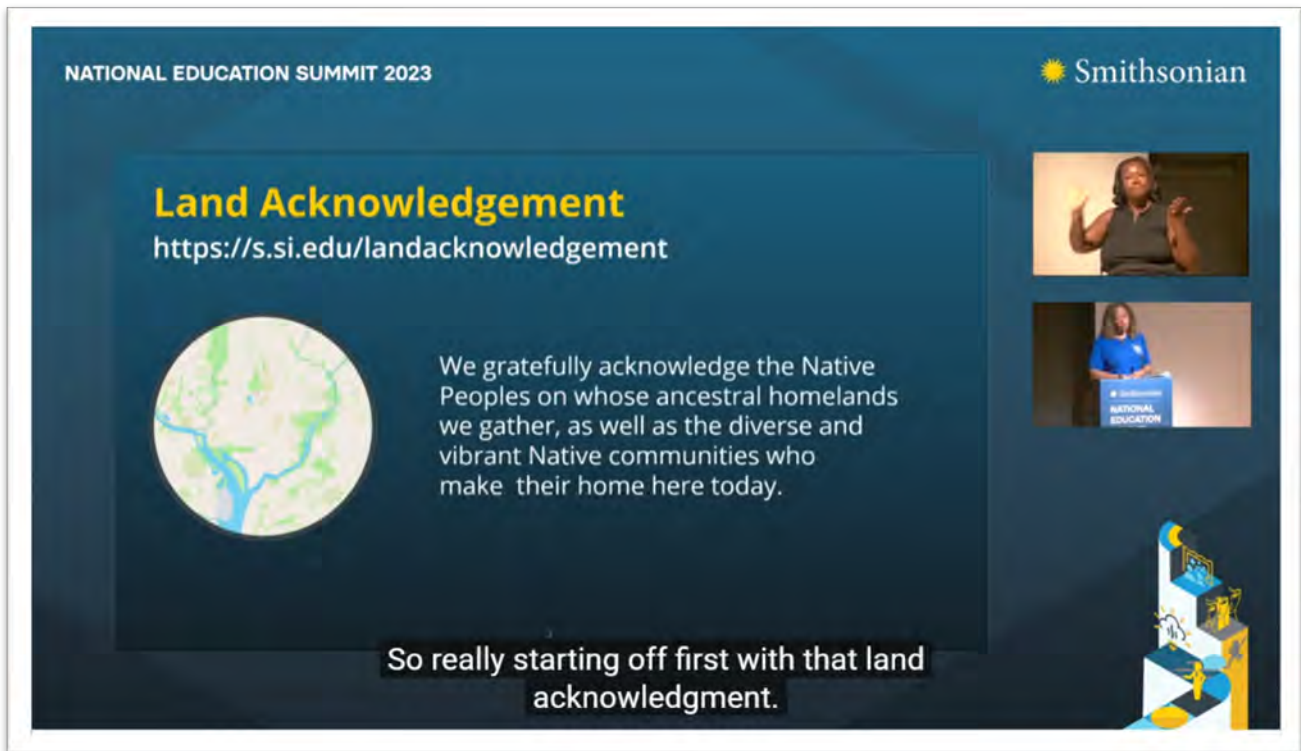 NATIONAL EDUCATION SUMMIT 2023
Smithsonian
Land Acknowledgement
https://s.si.edu/landacknowledgement
We gratefully acknowledge the Native
Peoples on whose ancestral homelands
we gather, as well as the diverse and
vibrant Native communities who
make their home here today.
Smithsonian
NATIONAL
EDUCATION
So really starting off first with that land
acknowledgment.